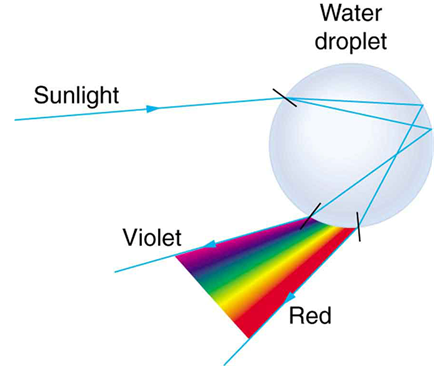 Water
droplet
Sunlight
Violet
Red